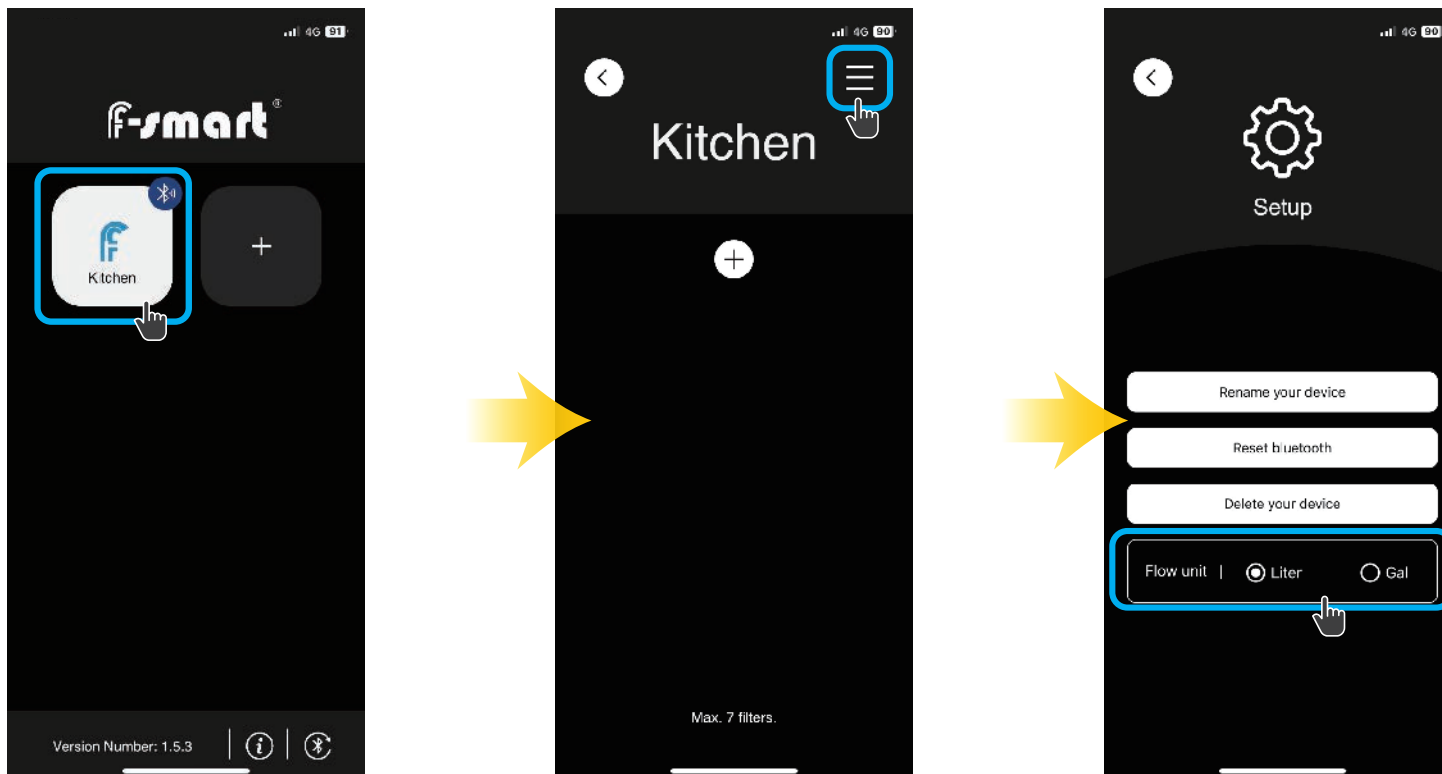 4G 91
f-smart®
Kitchen
+
Version Number: 1.5.3
4G 90
Kitchen
+
Max. 7 filters.
4G 90
Setup
Rename your device
Reset bluetooth
Delete your device
Flow unit | Liter Gal